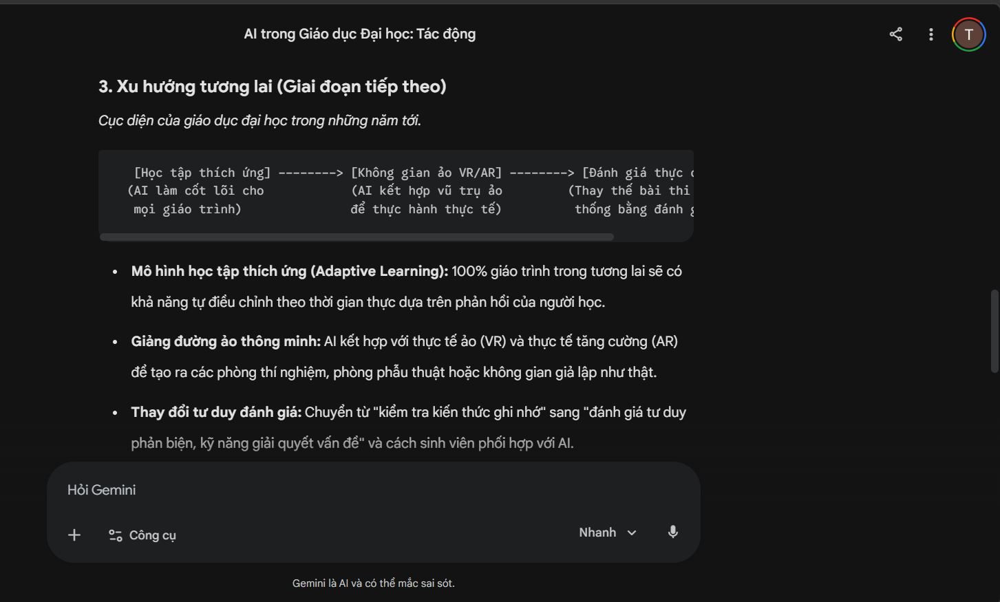 AI trong Giáo dục Đại học: Tác động
T
3. Xu hướng tương lai (Giai đoạn tiếp theo)
Cục diện của giáo dục đại học trong những năm tới.
[Học tập thích ứng] --------> [Không gian ảo VR/AR] --------> [Đánh giá thực
(AI làm cốt lõi cho (AI kết hợp vũ trụ ảo (Thay thế bài thi
mọi giáo trình) để thực hành thực tế) thống bằng đánh
• Mô hình học tập thích ứng (Adaptive Learning): 100% giáo trình trong tương lai sẽ có
khả năng tự điều chỉnh theo thời gian thực dựa trên phản hồi của người học.
• Giảng đường ảo thông minh: AI kết hợp với thực tế ảo (VR) và thực tế tăng cường (AR)
để tạo ra các phòng thí nghiệm, phòng phẫu thuật hoặc không gian giả lập như thật.
• Thay đổi tư duy đánh giá: Chuyển từ "kiểm tra kiến thức ghi nhớ" sang "đánh giá tư duy
phản biện, kỹ năng giải quyết vấn đề" và cách sinh viên phối hợp với AI.
Hỏi Gemini
Công cụ
Nhanh
Gemini là AI và có thể mắc sai sót.